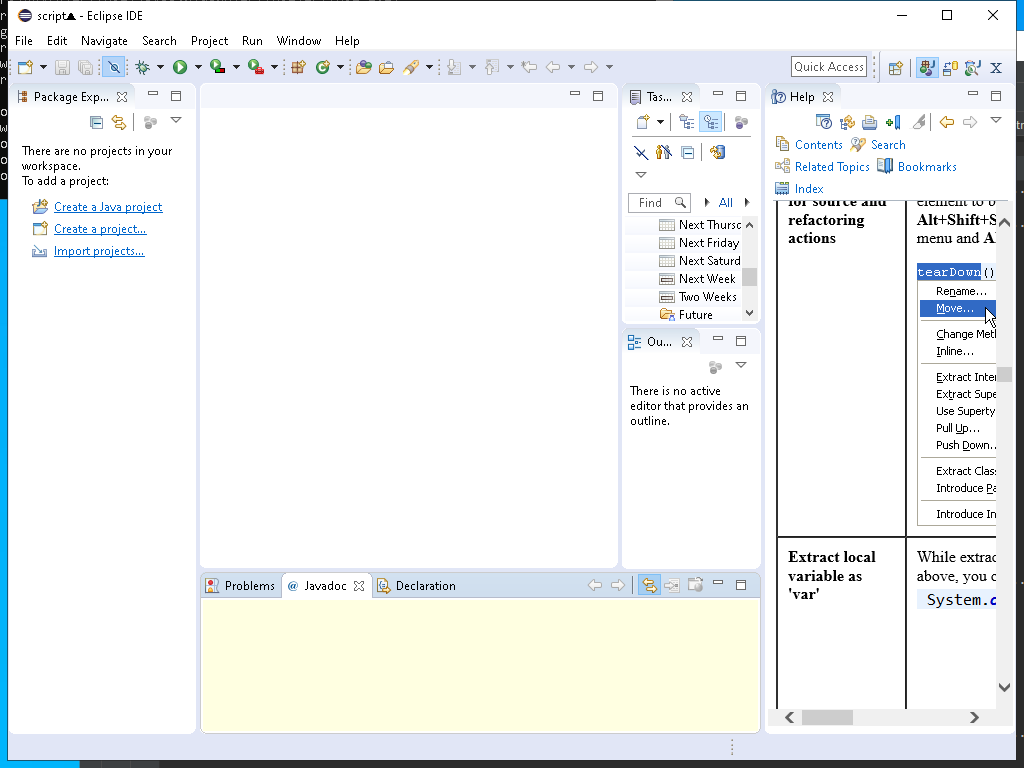 script - Eclipse IDE
File Edit Navigate Search Project Run Window Help
Quick Access
Package Exp...
There are no projects in your
workspace.
To add a project:
Create a Java project
Create a project...
Import projects...
Tas...
Find
All
Next Thursd
Next Friday
Next Saturd
Next Week
Two Weeks
Future
Ou...
There is no active
editor that provides an
outline.
Problems
@ Javadoc
Declaration
Help
Contents
Search
Related Topics
Bookmarks
Index
for source and
refactoring
actions
element to o
Alt+Shift+S
menu and Al
tearDown()
Rename...
Move...
Change Met
Inline...
Extract Inter
Extract Supe
Use Superty
Pull Up...
Push Down..
Extract Clas
Introduce Pa
Introduce In
Extract local
variable as
'var'
While extrac
above, you c
System.o